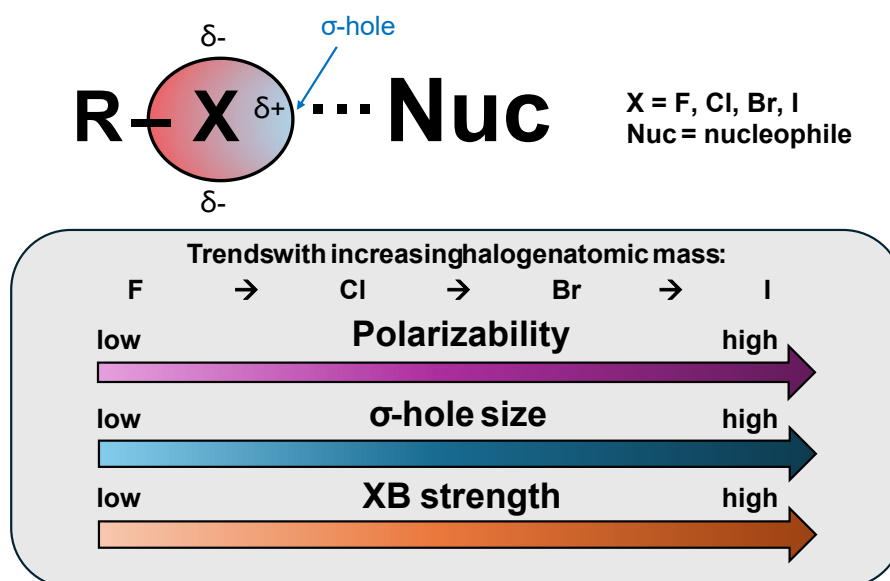 δ-
σ-hole
R
X
δ+
Nuc
δ-
X = F, Cl, Br, I
Nuc = nucleophile
Trendswith increasinghalogenatomic mass:
F → Cl → Br → I
low Polarizability high
low σ-hole size high
low XB strength high